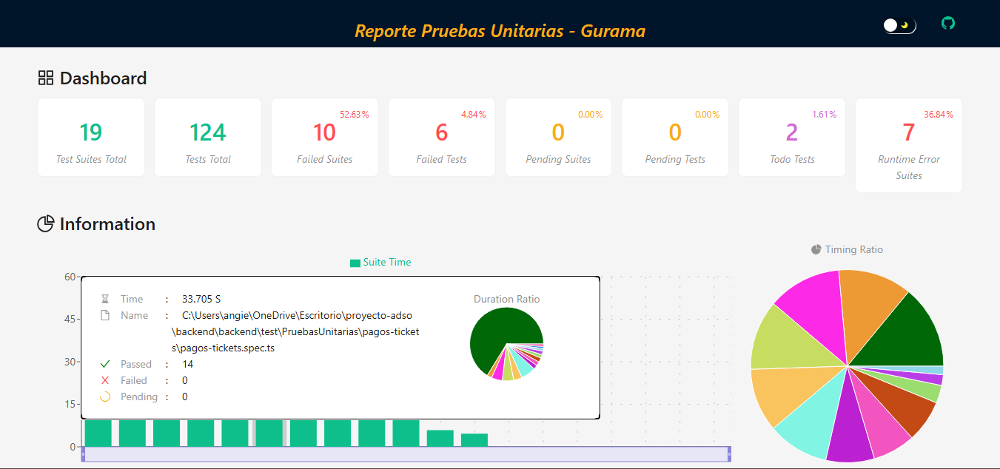 Reporte Pruebas Unitarias - Gurama
Dashboard
19
Test Suites Total
124
Tests Total
52.63%
10
Failed Suites
4.84%
6
Failed Tests
0.00%
0
Pending Suites
0.00%
0
Pending Tests
1.61%
2
Todo Tests
36.84%
7
Runtime Error
Suites
Information
Suite Time
60
45
30
15
0
Time : 33.705 S
Name : C:\Users\angie\OneDrive\Escritorio\proyecto-adso
\backend\backend\test\PruebasUnitarias\pagos-ticket
s\pagos-tickets.spec.ts
Passed : 14
Failed : 0
Pending : 0
Duration Ratio
Timing Ratio